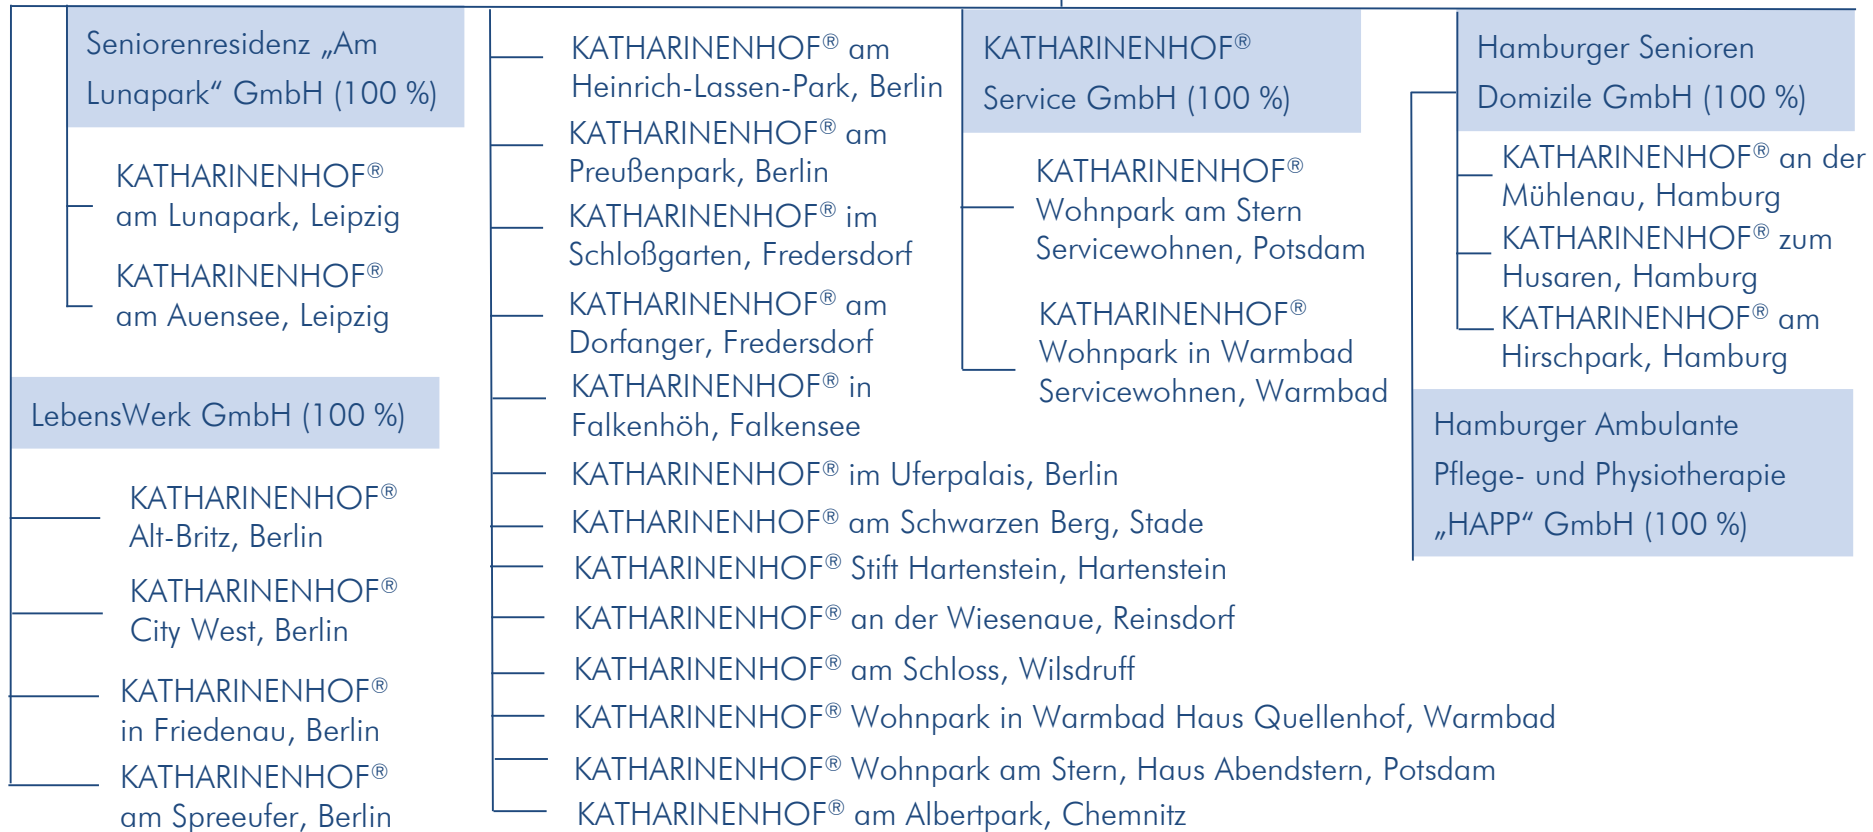 Seniorenresidenz „Am
Lunapark“ GmbH (100 %)
KATHARINENHOF®
am Lunapark, Leipzig
KATHARINENHOF®
am Auensee, Leipzig
LebensWerk GmbH (100 %)
KATHARINENHOF®
Alt-Britz, Berlin
KATHARINENHOF®
City West, Berlin
KATHARINENHOF®
in Friedenau, Berlin
KATHARINENHOF®
am Spreeufer, Berlin
KATHARINENHOF® am
Heinrich-Lassen-Park, Berlin
KATHARINENHOF® am
Preußenpark, Berlin
KATHARINENHOF® im
Schloßgarten, Fredersdorf
KATHARINENHOF® am
Dorfanger, Fredersdorf
KATHARINENHOF® in
Falkenhöh, Falkensee
KATHARINENHOF® im Uferpalais, Berlin
KATHARINENHOF® am Schwarzen Berg, Stade
KATHARINENHOF® Stift Hartenstein, Hartenstein
KATHARINENHOF® an der Wiesenaue, Reinsdorf
KATHARINENHOF® am Schloss, Wilsdruff
KATHARINENHOF® Wohnpark in Warmbad Haus Quellenhof, Warmbad
KATHARINENHOF® Wohnpark am Stern, Haus Abendstern, Potsdam
KATHARINENHOF® am Albertpark, Chemnitz
KATHARINENHOF®
Service GmbH (100 %)
KATHARINENHOF®
Wohnpark am Stern
Servicewohnen, Potsdam
KATHARINENHOF®
Wohnpark in Warmbad
Servicewohnen, Warmbad
Hamburger Senioren
Domizile GmbH (100 %)
KATHARINENHOF® an der
Mühlenau, Hamburg
KATHARINENHOF® zum
Husaren, Hamburg
KATHARINENHOF® am
Hirschpark, Hamburg
Hamburger Ambulante
Pflege- und Physiotherapie
„HAPP“ GmbH (100 %)